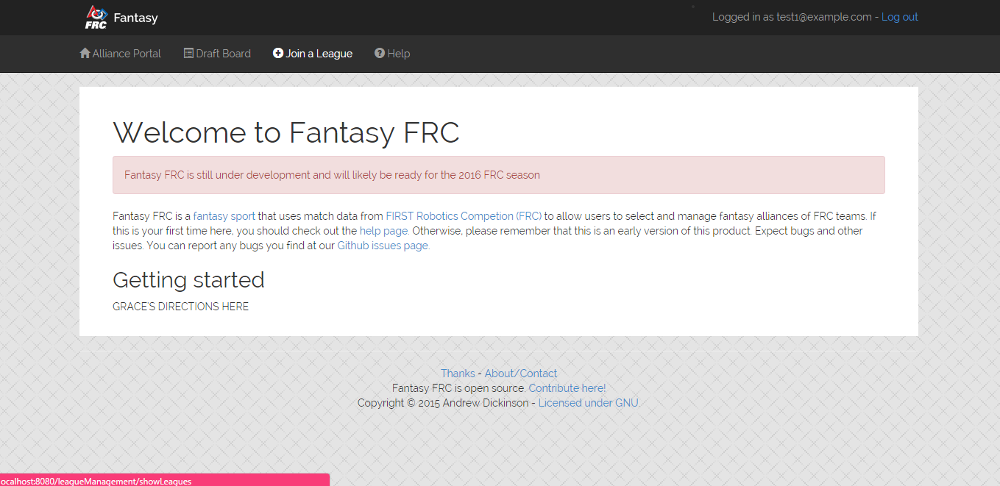 FRC Fantasy
Logged in as test1@example.com - Log out
Alliance Portal Draft Board Join a League Help
Welcome to Fantasy FRC
Fantasy FRC is still under development and will likely be ready for the 2016 FRC season
Fantasy FRC is a fantasy sport that uses match data from FIRST Robotics Competion (FRC) to allow users to select and manage fantasy alliances of FRC teams. If
this is your first time here, you should check out the help page. Otherwise, please remember that this is an early version of this product. Expect bugs and other
issues. You can report any bugs you find at our Github issues page.
Getting started
GRACE'S DIRECTIONS HERE
Thanks - About/Contact
Fantasy FRC is open source. Contribute here!
Copyright © 2015 Andrew Dickinson - Licensed under GNU.
ocalhost:8080/leagueManagement/showLeagues